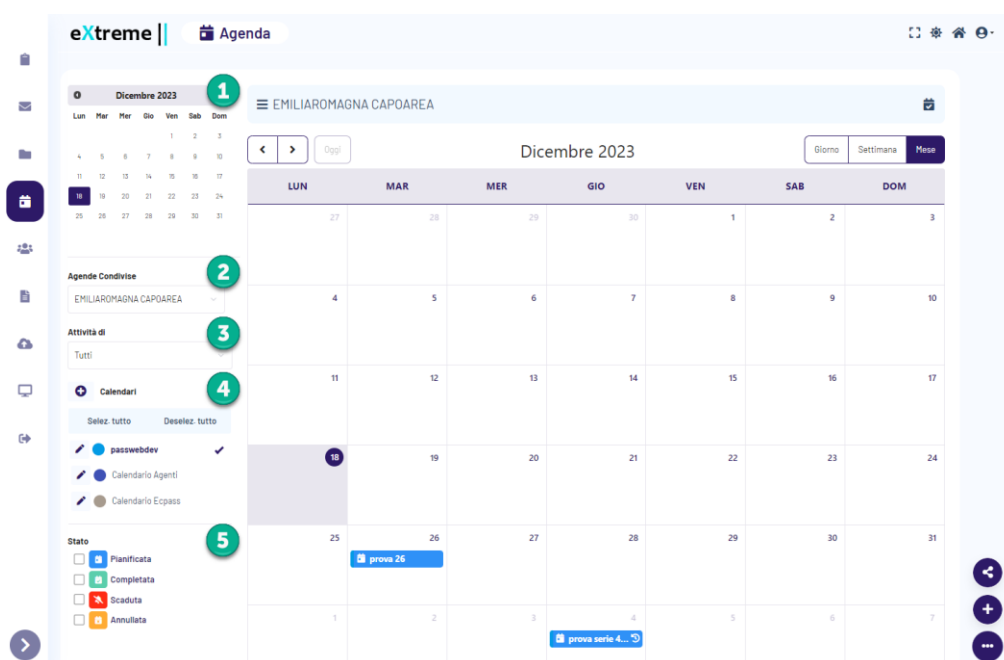 eXtreme ||
Agenda
Dicembre 2023
1
Lun Mar Mer Gio Ven Sab Dom
1 2 3
4 5 6 7 8 9 10
11 12 13 14 15 16 17
18 19 20 21 22 23 24
25 26 27 28 29 30 31
2
Agende Condivise
EMILIAROMAGNA CAPOAREA
3
Attività di
Tutti
Calendari
4
Selez. tutto Deselez. tutto
passwebdev
Calendario Agenti
Calendario Ecpass
5
Stato
Pianificata
Completata
Scaduta
Annullata
EMILIAROMAGNA CAPOAREA
Oggi
Dicembre 2023
Giorno Settimana Mese
LUN MAR MER GIO VEN SAB DOM
27 28 29 30 1 2 3
4 5 6 7 8 9 10
11 12 13 14 15 16 17
18 19 20 21 22 23 24
25 26 27 28 29 30 31
prova 26
1 2 3 4 5 6 7
prova serie 4...